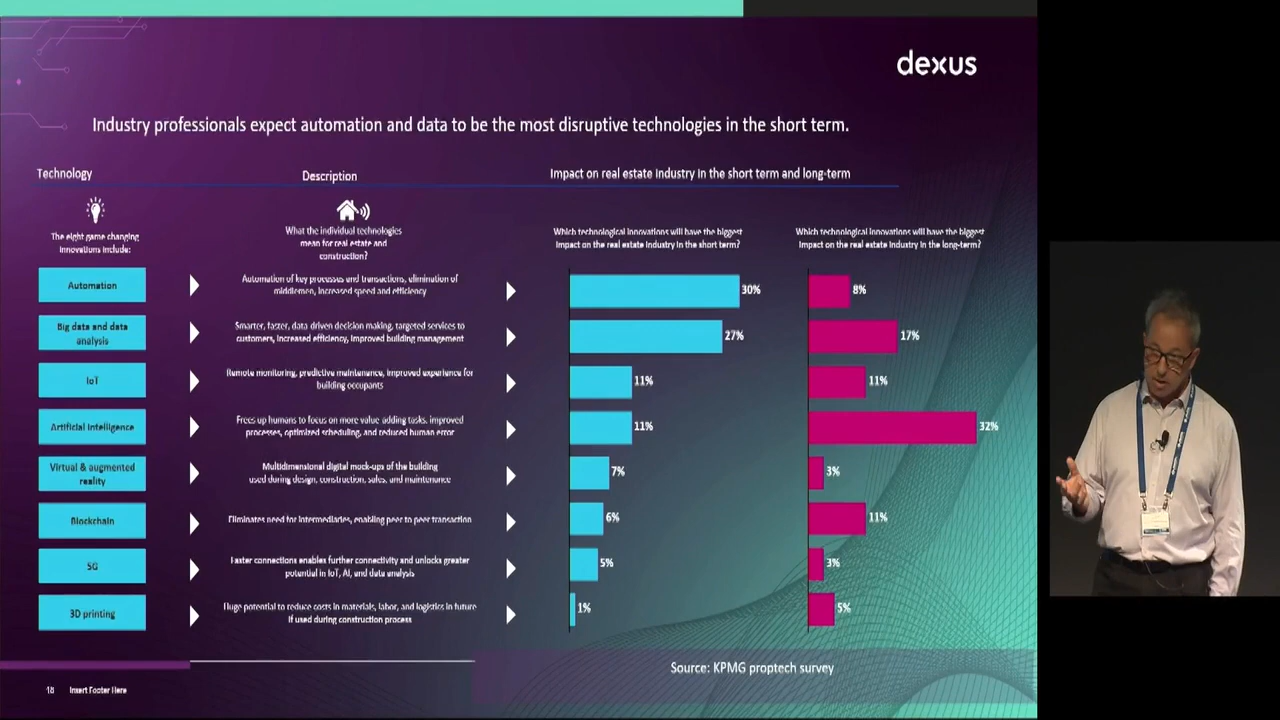 dexus
Industry professionals expect automation and data to be the most disruptive technologies in the short term.
Technology
Description
Impact on real estate industry in the short term and long-term
The eight game changing
innovations include:
What the individual technologies
mean for real estate and
construction?
Which technological innovations will have the biggest
impact on the real estate industry in the short term?
Which technological innovations will have the biggest
impact on the real estate industry in the long-term?
Automation
Automation of key processes and transactions, elimination of
middlemen, increased speed and efficiency
30%
8%
Big data and data
analysis
Smarter, faster, data driven decision making, targeted services to
customers, increased efficiency, improved building management
27%
17%
IoT
Remote monitoring, predictive maintenance, improved experience for
building occupants
11%
11%
Artificial Intelligence
Frees up humans to focus on more value adding tasks, improved
processes, optimized scheduling, and reduced human error
11%
32%
Virtual & augmented
reality
Multidimensional digital mock-ups of the building
used during design, construction, sales, and maintenance
7%
3%
Blockchain
Eliminates need for intermediaries, enabling peer to peer transaction
6%
11%
5G
Faster connections enables further connectivity and unlocks greater
potential in IoT, AI, and data analysis
5%
3%
3D printing
Huge potential to reduce costs in materials, labor, and logistics in future
if used during construction process
1%
5%
Source: KPMG proptech survey
18 Insert Footer Here